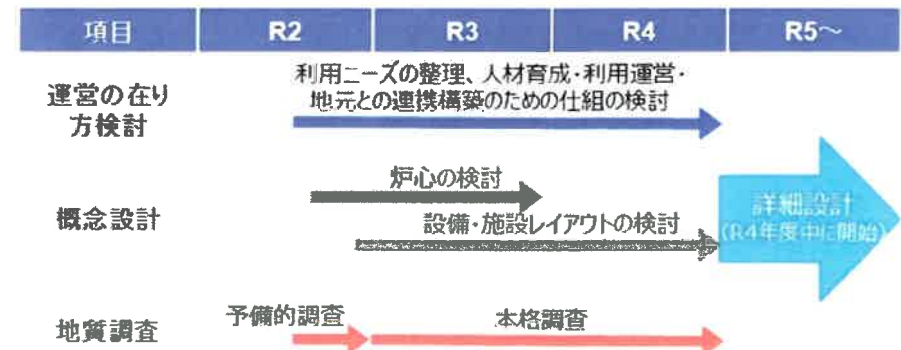 項目 R2 R3 R4 R5～
運営の在り
方検討
利用ニーズの整理、人材育成・利用運営・
地元との連携構築のための仕組の検討
概念設計
炉心の検討
設備・施設レイアウトの検討
詳細設計
(R4年度中に開始)
地質調査
予備的調査
本格調査